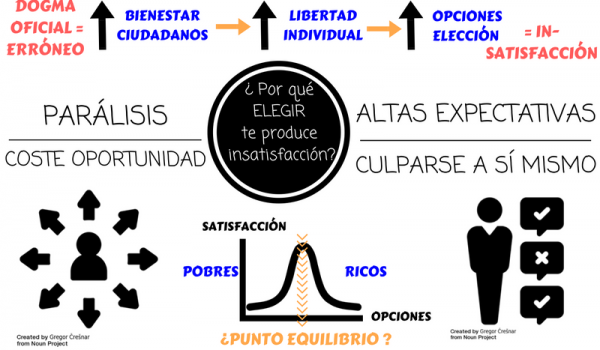 DOGMA
OFICIAL =
ERRÓNEO
BIENESTAR
CIUDADANOS
LIBERTAD
INDIVIDUAL
OPCIONES
ELECCIÓN
= IN-
SATISFACCIÓN
¿ Por qué
ELEGIR
te produce
insatisfacción?
PARÁLISIS
COSTE OPORTUNIDAD
ALTAS EXPECTATIVAS
CULPARSE A SÍ MISMO
SATISFACCIÓN
POBRES
RICOS
OPCIONES
¿PUNTO EQUILIBRIO ?
Created by Gregor Črešnar
from Noun Project
Created by Gregor Črešnar
from Noun Project